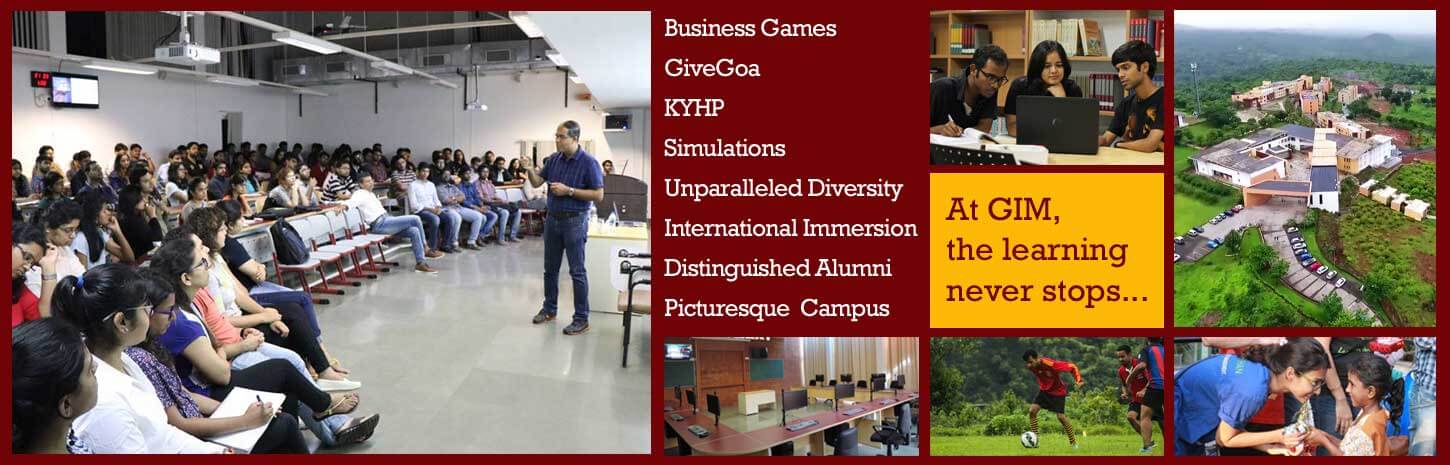 Business Games
GiveGoa
KYHP
Simulations
Unparalleled Diversity
International Immersion
Distinguished Alumni
Picturesque Campus
At GIM,
the learning
never stops...